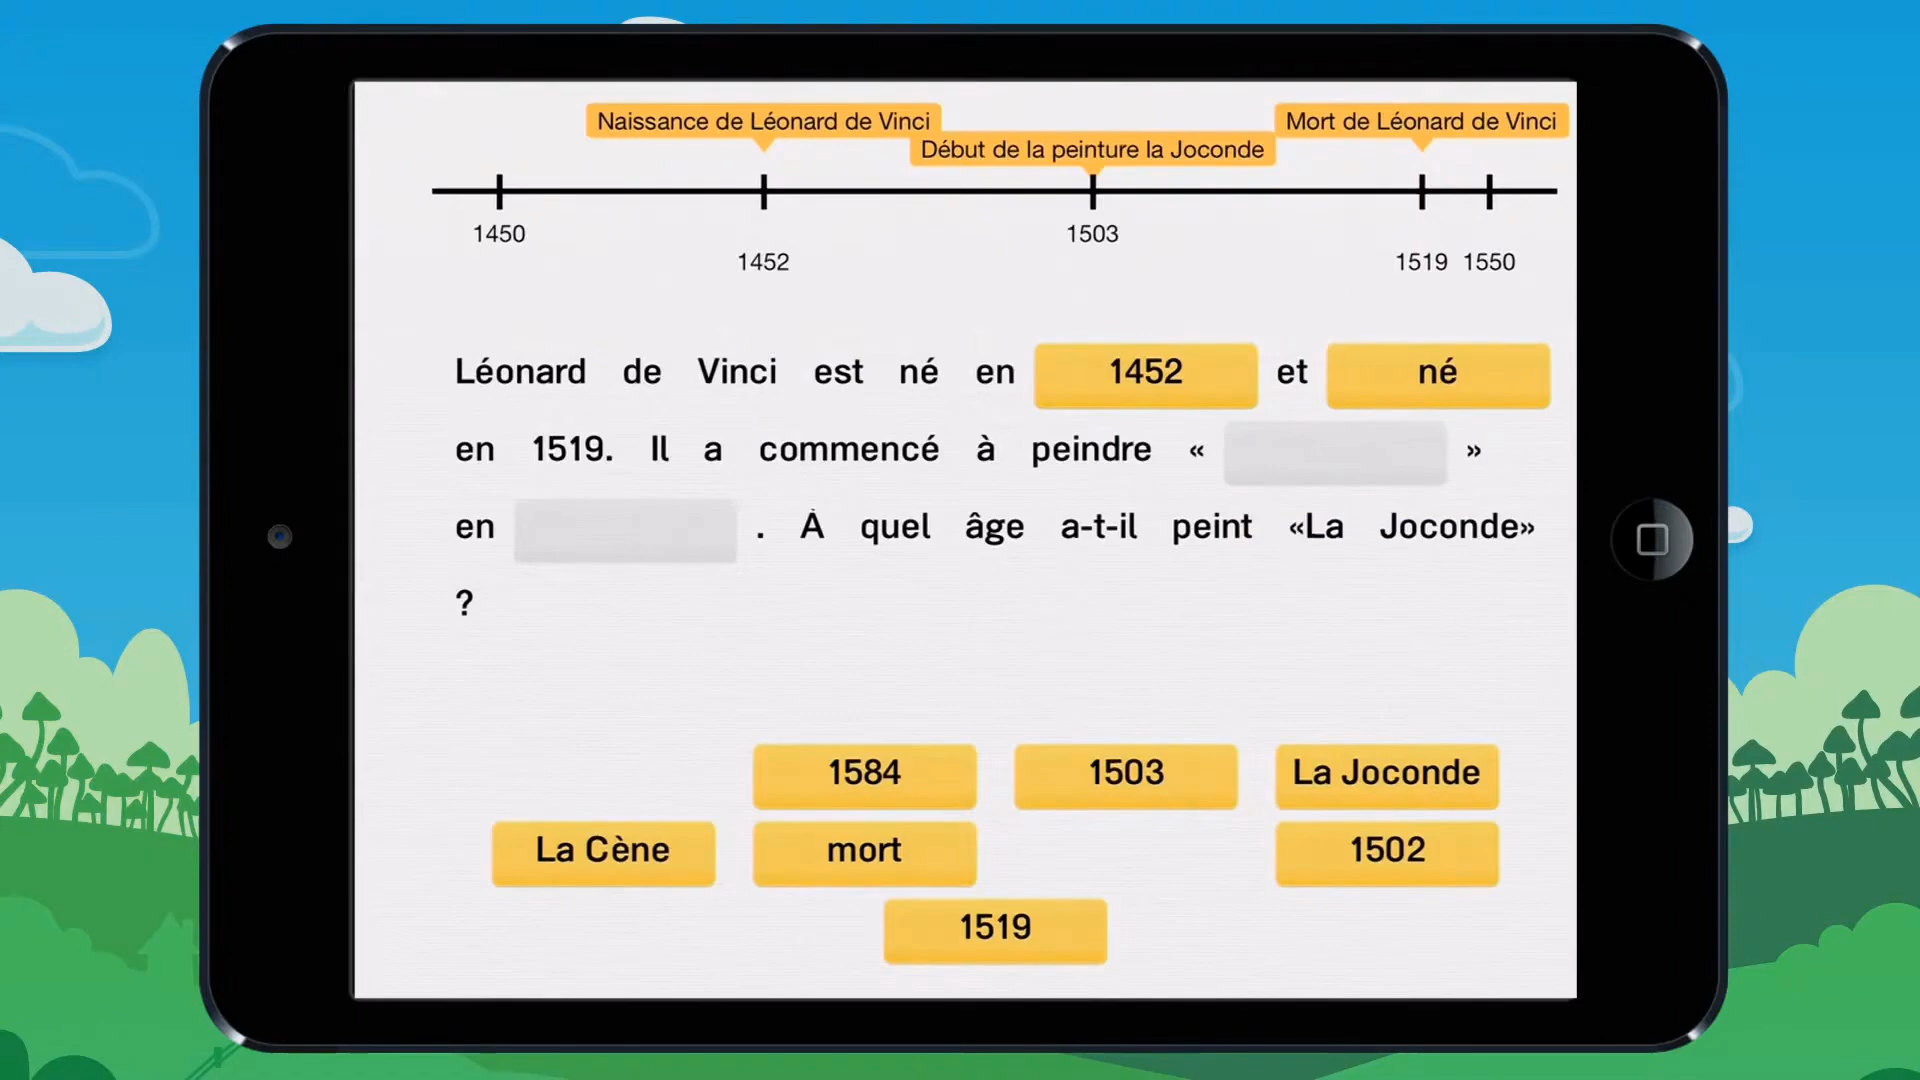 Naissance de Léonard de Vinci
Mort de Léonard de Vinci
Début de la peinture la Joconde
1450
1503
1452
1519 1550
Léonard de Vinci est né en 1452 et né
en 1519. Il a commencé à peindre « »
en . À quel âge a-t-il peint «La Joconde»
?
1584 1503 La Joconde
La Cène mort 1502
1519